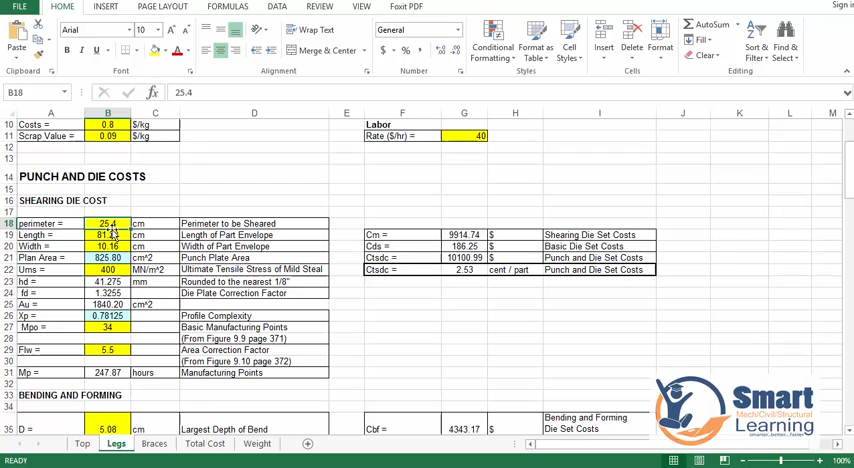 FILE HOME INSERT PAGE LAYOUT FORMULAS DATA REVIEW VIEW Foxit PDF Sign in
Arial 10 Wrap Text General AutoSum
Paste B I U Merge & Center $ % Conditional Formatting Format as Table Cell Styles Insert Delete Format Fill Clear Sort & Filter Find & Select
Clipboard Font Alignment Number Styles Cells Editing
B18 fx 25.4
A B C D E F G H I J K L M
10 Costs = 0.8 $/kg Labor
11 Scrap Value = 0.09 $/kg Rate ($/hr) = 40
12
13
14 PUNCH AND DIE COSTS
15
16 SHEARING DIE COST
17
18 perimeter = 25.4 cm Perimeter to be Sheared
19 Length = cm Length of Part Envelope Cm = 9914.74 $ Shearing Die Set Costs
20 Width = 10.16 cm Width of Part Envelope Cds = 186.25 $ Basic Die Set Costs
21 Plan Area = 825.80 cm^2 Punch Plate Area Ctsdc = 10100.99 $ Punch and Die Set Costs
22 Ums = 400 MN/m^2 Ultimate Tensile Stress of Mild Steel Ctsdc = 2.53 cent / part Punch and Die Set Costs
23 hd = 41.275 mm Rounded to the nearest 1/8"
24 fd = 1.3255 Die Plate Correction Factor
25 Au = 1840.20 cm^2
26 Xp = 0.78125 Profile Complexity
27 Mpo = 34 Basic Manufacturing Points
28 (From Figure 9.9 page 371)
29 Flw = 5.5 Area Correction Factor
30 (From Figure 9.10 page 372)
31 Mp = 247.87 hours Manufacturing Points
32
33 BENDING AND FORMING
34
35 D = 5.08 cm Largest Depth of Bend Cbf = 4343.17 $ Bending and Forming Die Set Costs
Top Legs Braces Total Cost Weight
READY 100%
Smart
Mech/Civil/Structural
Learning
smarter, better, faster...